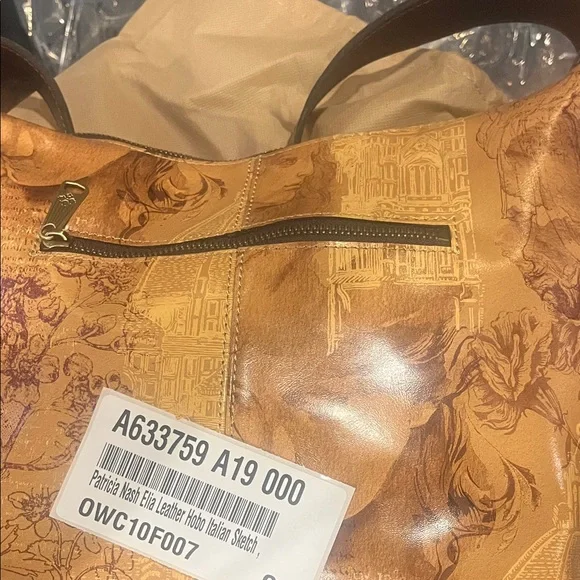 A633759 A19 000
Patricia Nash Elia Leather Hobo Italian Sketch ,
OWC10F007